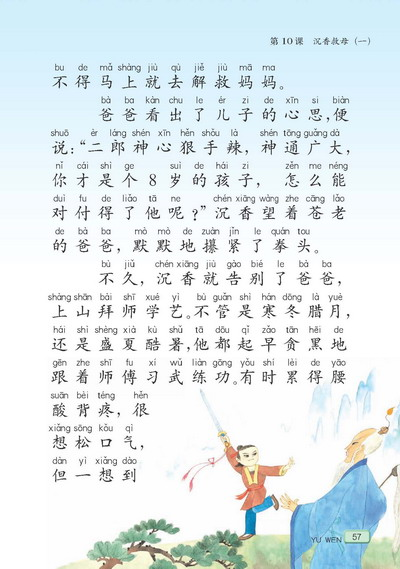 第10课 沉香救母（一）
bu de mǎ shàng jiù qù jiě jiù mā ma
不得马上就去解救妈妈。
bà ba kàn chu le ér zi de xīn si biàn
爸爸看出了儿子的心思，便
shuō èr láng shén xīn hěn shǒu là shén tōng guǎng dà
说：“二郎神心狠手辣，神通广大，
nǐ cái shì ge suì de hái zi zěn me néng
你才是个8岁的孩子，怎么能
duì fu de liǎo tā ne chén xiāng wàng zhe cāng lǎo
对付得了他呢？”沉香望着苍老
de bà ba mò mò de zuàn jǐn le quán tou
的爸爸，默默地攥紧了拳头。
bù jiǔ chén xiāng jiù gào bié le bà ba
不久，沉香就告别了爸爸，
shàng shān bài shī xué yì bù guǎn shì hán dōng là yuè
上山拜师学艺。不管是寒冬腊月，
hái shi shèng xià kù shǔ tā dōu qǐ zǎo tān hēi de
还是盛夏酷暑，他都起早贪黑地
gēn zhe shī fu xí wǔ liàn gōng yǒu shí lèi de yāo
跟着师傅习武练功。有时累得腰
suān bèi téng hěn
酸背疼，很
xiǎng sōng kǒu qì
想松口气，
dàn yì xiǎng dào
但一想到
YU WEN 57